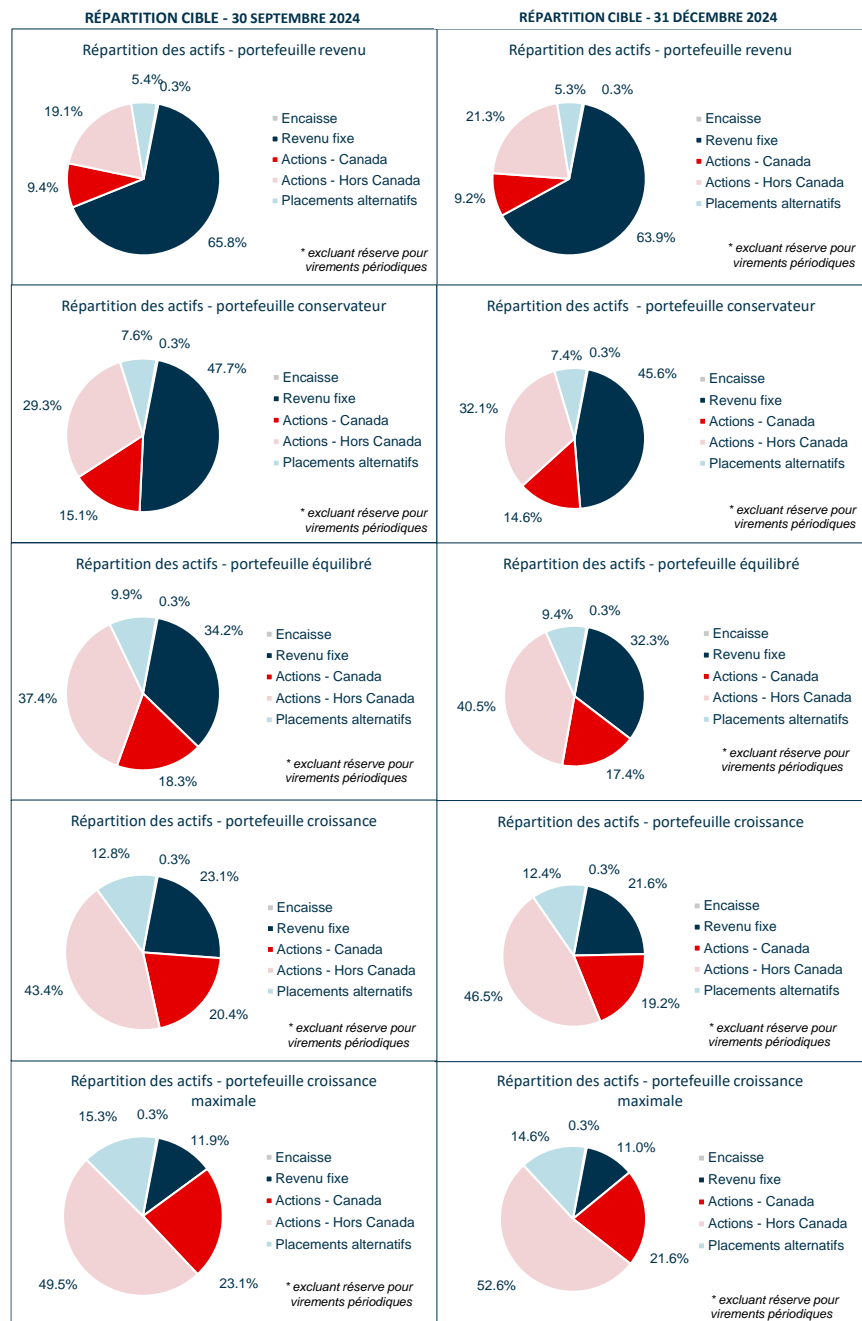 RÉPARTITION CIBLE - 30 SEPTEMBRE 2024
RÉPARTITION CIBLE - 31 DÉCEMBRE 2024
Répartition des actifs - portefeuille revenu
5.4%
0.3%
19.1%
9.4%
65.8%
Encaisse
Revenu fixe
Actions - Canada
Actions - Hors Canada
Placements alternatifs
* excluant réserve pour
virements périodiques
Répartition des actifs - portefeuille revenu
5.3%
0.3%
21.3%
9.2%
63.9%
Encaisse
Revenu fixe
Actions - Canada
Actions - Hors Canada
Placements alternatifs
* excluant réserve pour
virements périodiques
Répartition des actifs - portefeuille conservateur
7.6%
0.3%
47.7%
29.3%
15.1%
Encaisse
Revenu fixe
Actions - Canada
Actions - Hors Canada
Placements alternatifs
* excluant réserve pour
virements périodiques
Répartition des actifs - portefeuille conservateur
7.4%
0.3%
45.6%
32.1%
14.6%
Encaisse
Revenu fixe
Actions - Canada
Actions - Hors Canada
Placements alternatifs
* excluant réserve pour
virements périodiques
Répartition des actifs - portefeuille équilibré
9.9%
0.3%
34.2%
37.4%
18.3%
Encaisse
Revenu fixe
Actions - Canada
Actions - Hors Canada
Placements alternatifs
* excluant réserve pour
virements périodiques
Répartition des actifs - portefeuille équilibré
9.4%
0.3%
32.3%
40.5%
17.4%
Encaisse
Revenu fixe
Actions - Canada
Actions - Hors Canada
Placements alternatifs
* excluant réserve pour
virements périodiques
Répartition des actifs - portefeuille croissance
12.8%
0.3%
23.1%
43.4%
20.4%
Encaisse
Revenu fixe
Actions - Canada
Actions - Hors Canada
Placements alternatifs
* excluant réserve pour
virements périodiques
Répartition des actifs - portefeuille croissance
12.4%
0.3%
21.6%
46.5%
19.2%
Encaisse
Revenu fixe
Actions - Canada
Actions - Hors Canada
Placements alternatifs
* excluant réserve pour
virements périodiques
Répartition des actifs - portefeuille croissance
maximale
15.3%
0.3%
11.9%
49.5%
23.1%
Encaisse
Revenu fixe
Actions - Canada
Actions - Hors Canada
Placements alternatifs
* excluant réserve pour
virements périodiques
Répartition des actifs - portefeuille croissance
maximale
14.6%
0.3%
11.0%
52.6%
21.6%
Encaisse
Revenu fixe
Actions - Canada
Actions - Hors Canada
Placements alternatifs
* excluant réserve pour
virements périodiques